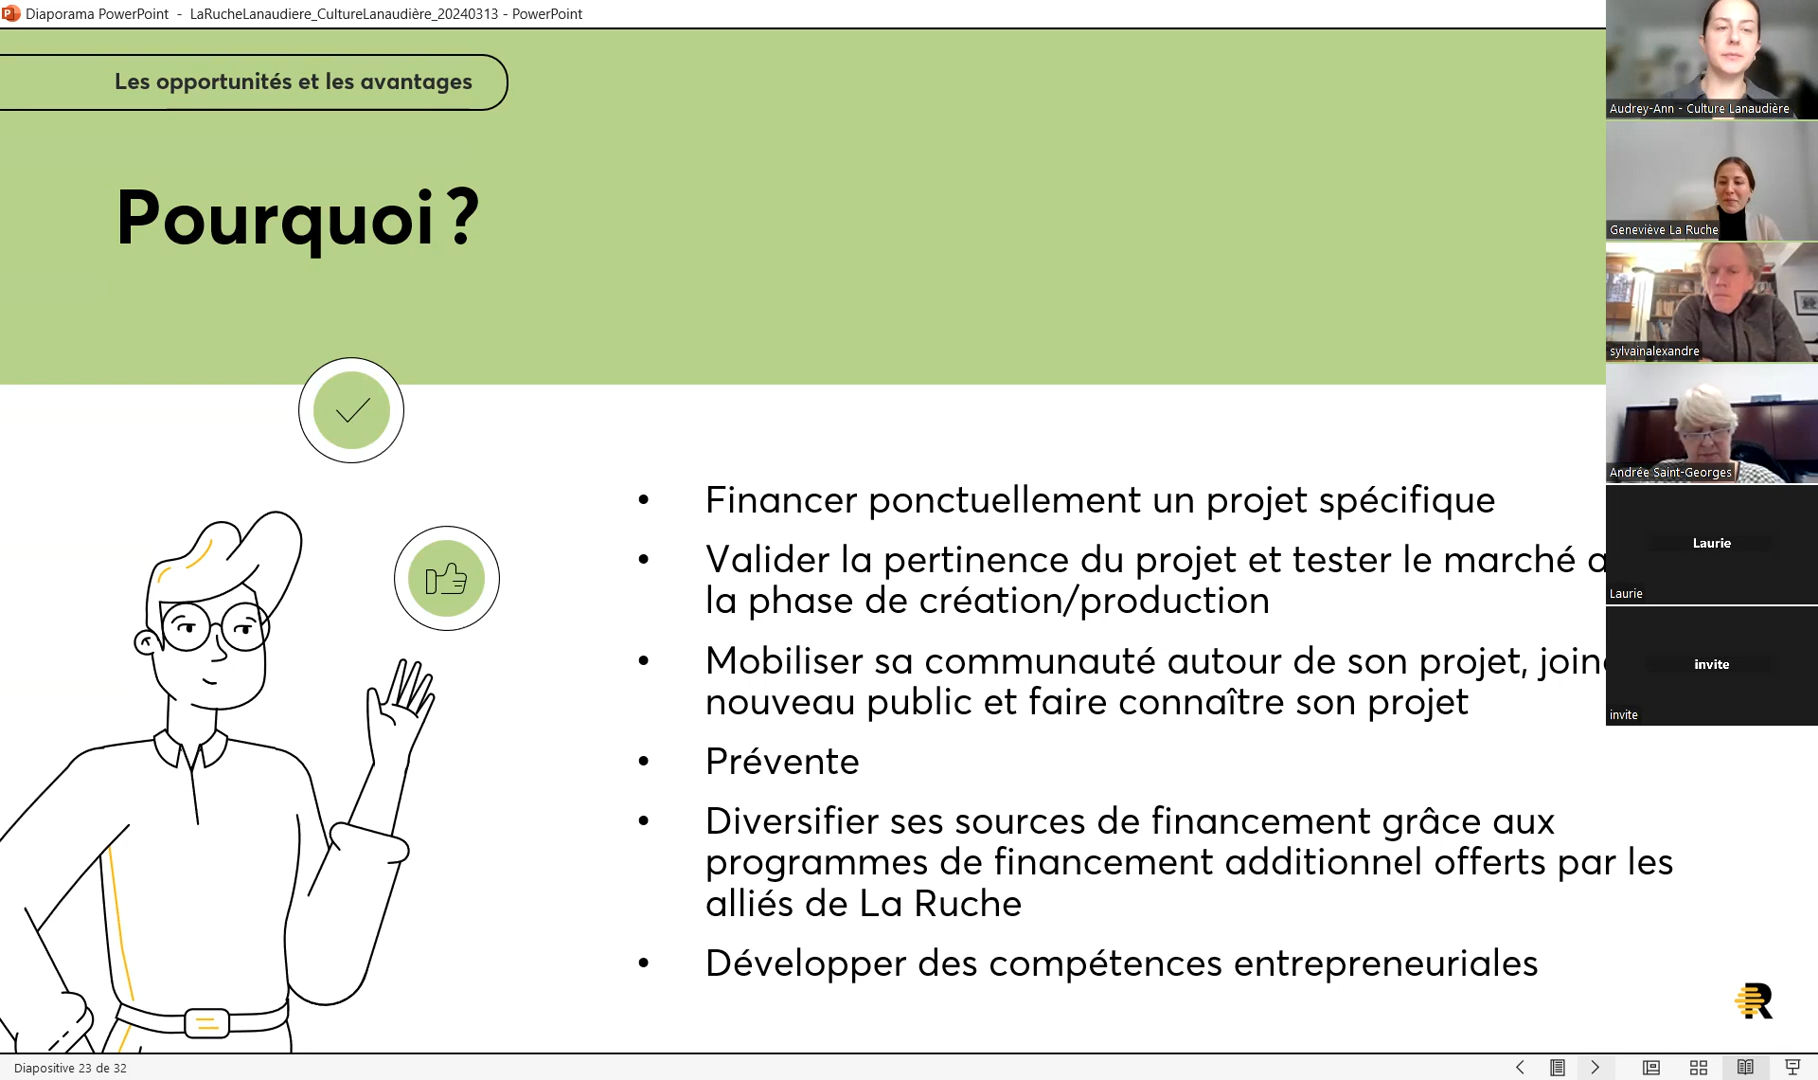 Diaporama PowerPoint - LaRucheLanaudiere_CultureLanaudière_20240313 - PowerPoint
Les opportunités et les avantages
Pourquoi ?
• Financer ponctuellement un projet spécifique
• Valider la pertinence du projet et tester le marché
la phase de création/production
• Mobiliser sa communauté autour de son projet,
nouveau public et faire connaître son projet
• Prévente
• Diversifier ses sources de financement grâce aux
programmes de financement additionnel offerts par les
alliés de La Ruche
• Développer des compétences entrepreneuriales
R
Audrey-Ann - Culture Lanaudière
Geneviève La Ruche
sylvainalexandre
Andrée Saint-Georges
Laurie
Laurie
invite
invite
Diapositive 23 de 32